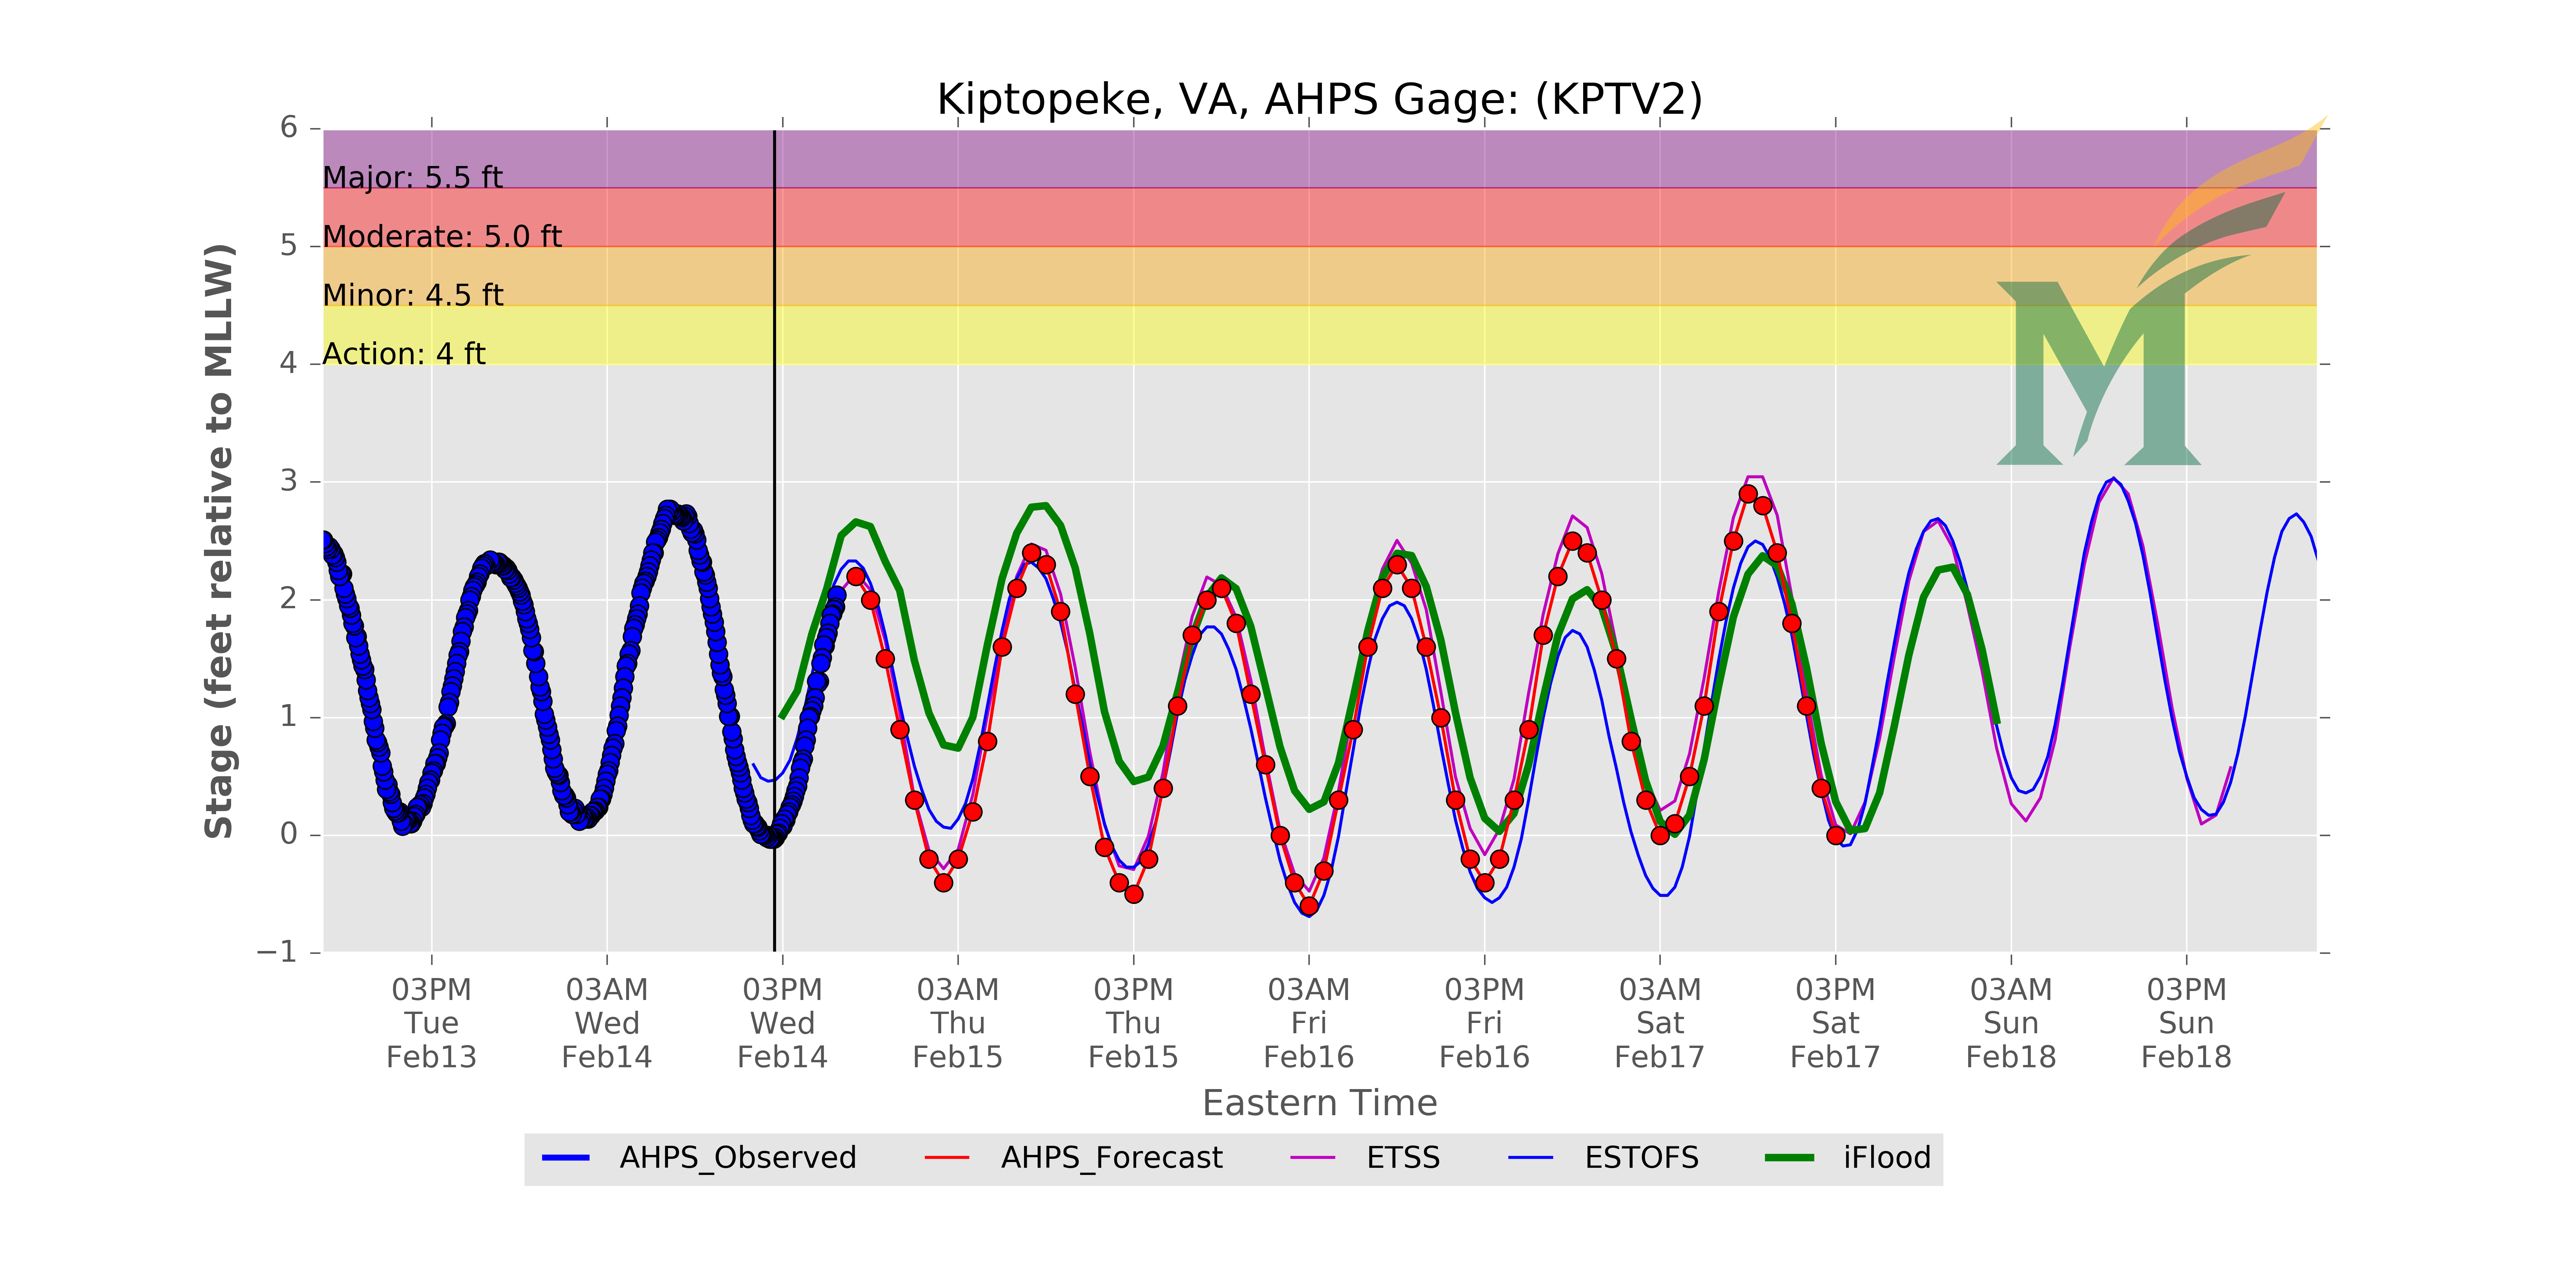 Kiptopeke, VA, AHPS Gage: (KPTV2)
Stage (feet relative to MLLW)
6
5
4
3
2
1
0
−1
Major: 5.5 ft
Moderate: 5.0 ft
Minor: 4.5 ft
Action: 4 ft
M
03PM 03AM 03PM 03AM 03PM 03AM 03PM 03AM 03PM 03AM 03PM
Tue Wed Wed Thu Thu Fri Fri Sat Sat Sun Sun
Feb13 Feb14 Feb14 Feb15 Feb15 Feb16 Feb16 Feb17 Feb17 Feb18 Feb18
Eastern Time
AHPS_Observed AHPS_Forecast ETSS ESTOFS iFlood